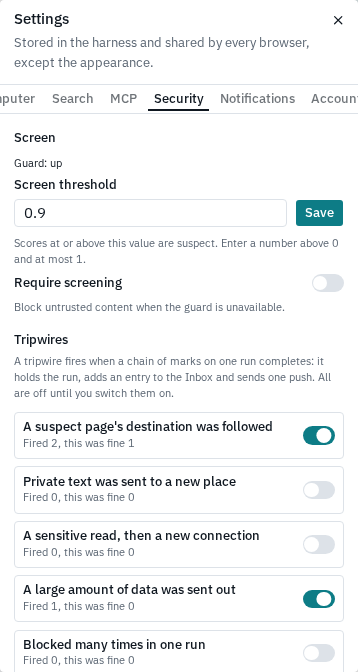 Settings
Stored in the harness and shared by every browser,
except the appearance.
Search MCP Security Notifications
Screen
Guard: up
Screen threshold
0.9 Save
Scores at or above this value are suspect. Enter a number above 0
and at most 1.
Require screening
Block untrusted content when the guard is unavailable.
Tripwires
A tripwire fires when a chain of marks on one run completes: it
holds the run, adds an entry to the Inbox and sends one push. All
are off until you switch them on.
A suspect page's destination was followed
Fired 2, this was fine 1
Private text was sent to a new place
Fired 0, this was fine 0
A sensitive read, then a new connection
Fired 0, this was fine 0
A large amount of data was sent out
Fired 1, this was fine 0
Blocked many times in one run
Fired 0, this was fine 0